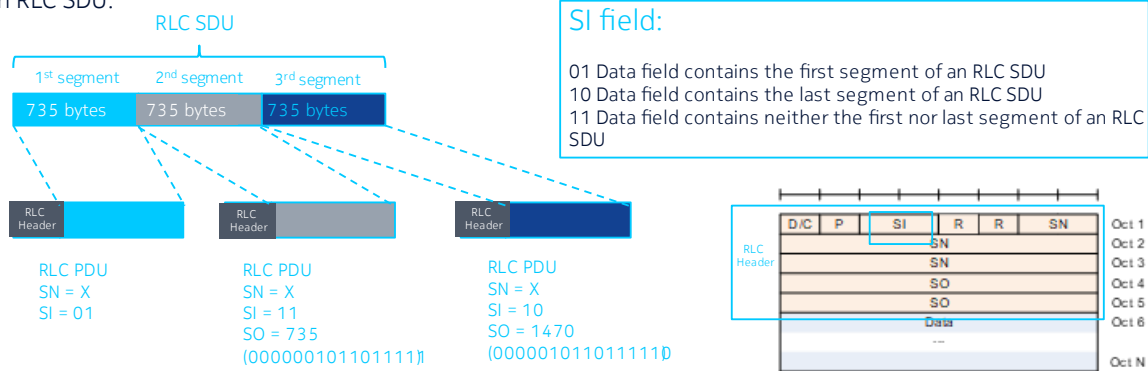 RLC SDU.
RLC SDU
1st segment 2nd segment 3rd segment
735 bytes 735 bytes 735 bytes
RLC Header
RLC PDU
SN = X
SI = 01
RLC Header
RLC PDU
SN = X
SI = 11
SO = 735
(0000001011011111)
RLC Header
RLC PDU
SN = X
SI = 10
SO = 1470
(0000010110111110)
SI field:
01 Data field contains the first segment of an RLC SDU
10 Data field contains the last segment of an RLC SDU
11 Data field contains neither the first nor last segment of an RLC
SDU
RLC
Header
D/C P SI R R SN Oct 1
SN Oct 2
SN Oct 3
SO Oct 4
SO Oct 5
Data Oct 6
...
Oct N